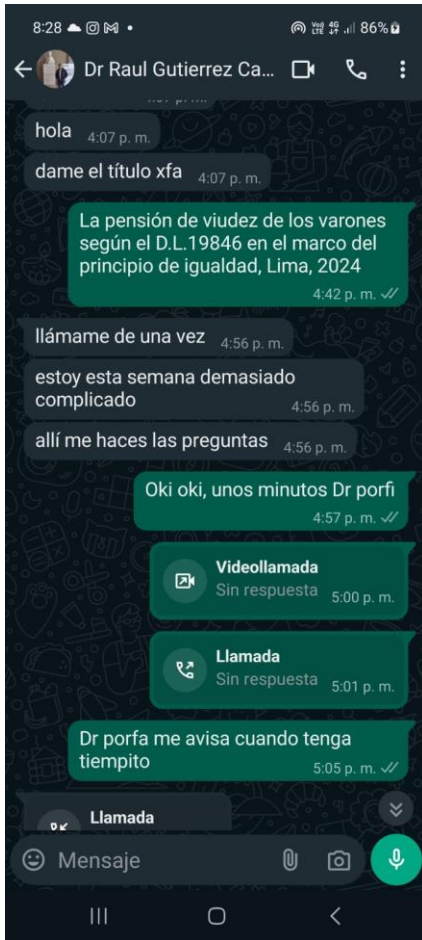 8:28
VoD LTE 4G 86%
Dr Raul Gutierrez Ca...
hola 4:07 p. m.
dame el título xfa 4:07 p. m.
La pensión de viudez de los varones
según el D.L.19846 en el marco del
principio de igualdad, Lima, 2024
4:42 p. m.
llámame de una vez 4:56 p. m.
estoy esta semana demasiado
complicado 4:56 p. m.
allí me haces las preguntas 4:56 p. m.
Oki oki, unos minutos Dr porfi
4:57 p. m.
Videollamada
Sin respuesta 5:00 p. m.
Llamada
Sin respuesta 5:01 p. m.
Dr porfa me avisa cuando tenga
tiempito 5:05 p. m.
Llamada
Mensaje